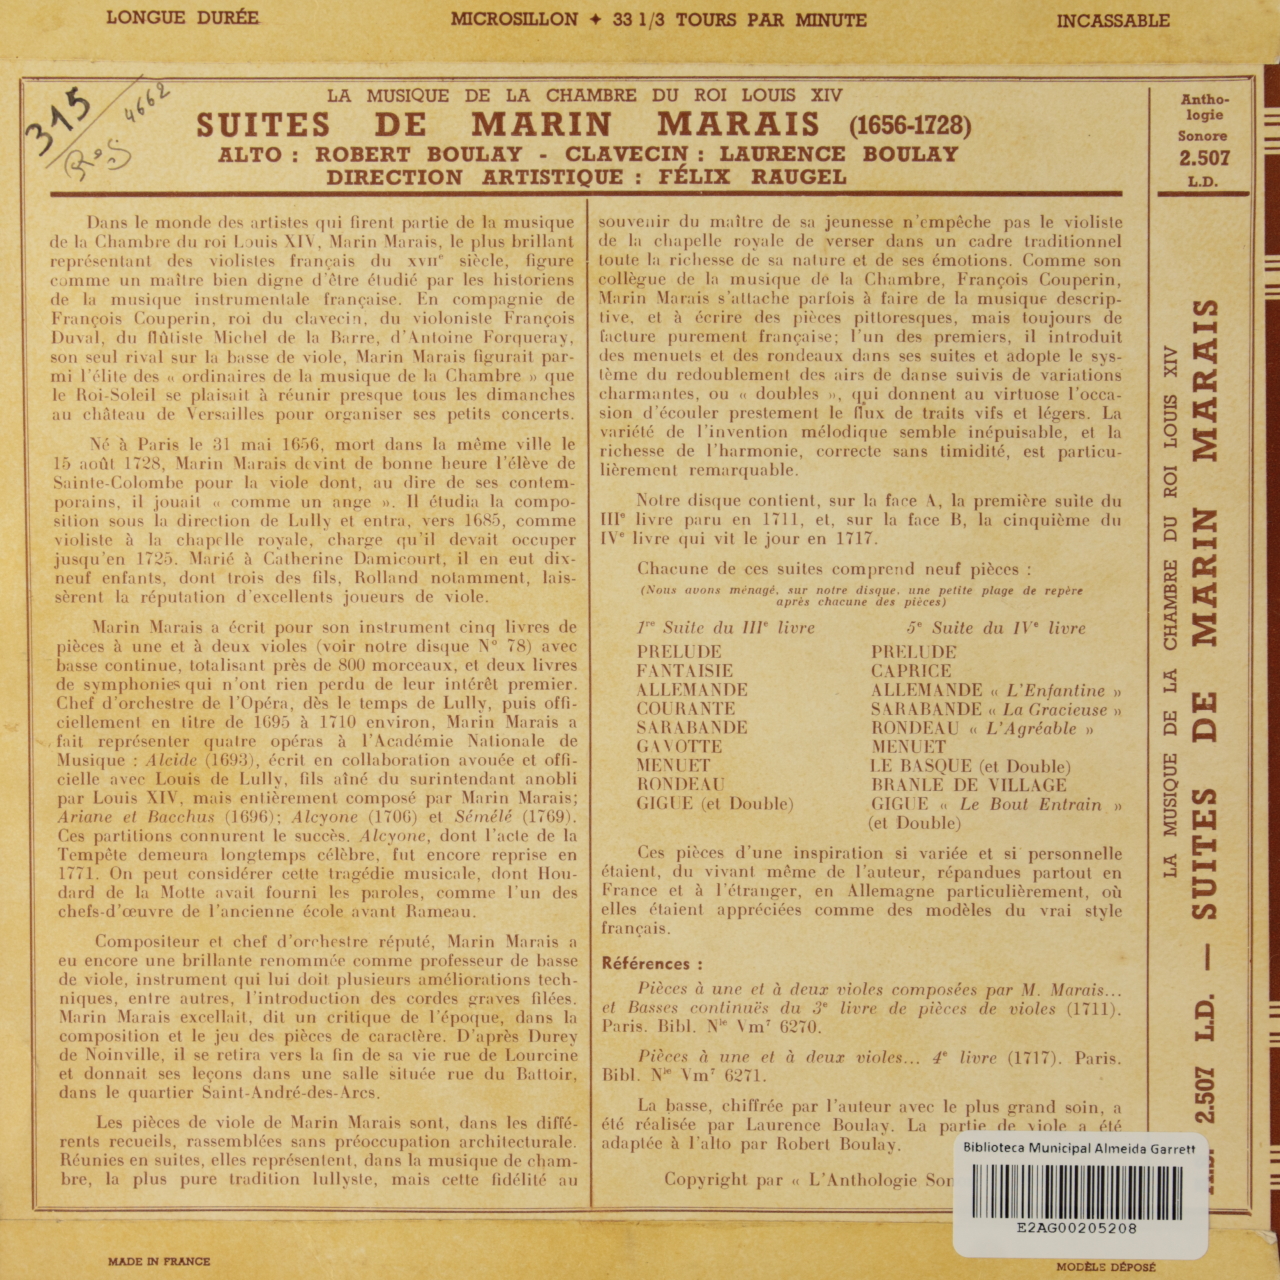 LONGUE DURÉE
MICROSILLON ✦ 33 1/3 TOURS PAR MINUTE
INCASSABLE
315
4662
LA MUSIQUE DE LA CHAMBRE DU ROI LOUIS XIV
SUITES DE MARIN MARAIS (1656-1728)
ALTO : ROBERT BOULAY - CLAVECIN : LAURENCE BOULAY
DIRECTION ARTISTIQUE : FÉLIX RAUGEL
Dans le monde des artistes qui firent partie de la musique
de la Chambre du roi Louis XIV, Marin Marais, le plus brillant
représentant des violistes français du XVIIe siècle, figure
comme un maître bien digne d'être étudié par les historiens
de la musique instrumentale française. En compagnie de
François Couperin, roi du clavecin, du violoniste François
Duval, du flûtiste Michel de la Barre, d'Antoine Forqueray,
son seul rival sur la basse de viole, Marin Marais figurait par-
mi l'élite des « ordinaires de la musique de la Chambre » que
le Roi-Soleil se plaisait à réunir presque tous les dimanches
au château de Versailles pour organiser ses petits concerts.
Né à Paris le 31 mai 1656, mort dans la même ville le
15 août 1728, Marin Marais devint de bonne heure l'élève de
Sainte-Colombe pour la viole dont, au dire de ses contem-
porains, il jouait « comme un ange ». Il étudia la compo-
sition sous la direction de Lully et entra, vers 1685, comme
violiste à la chapelle royale, charge qu'il devait occuper
jusqu'en 1725. Marié à Catherine Damicourt, il en eut dix-
neuf enfants, dont trois des fils, Rolland notamment, lais-
sèrent la réputation d'excellents joueurs de viole.
Marin Marais a écrit pour son instrument cinq livres de
pièces à une et à deux violes (voir notre disque N° 78) avec
basse continue, totalisant près de 800 morceaux, et deux livres
de symphonies qui n'ont rien perdu de leur intérêt premier.
Chef d'orchestre de l'Opéra, dès le temps de Lully, puis offi-
ciellement en titre de 1695 à 1710 environ, Marin Marais a
fait représenter quatre opéras à l'Académie Nationale de
Musique : Alcide (1693), écrit en collaboration avouée et offi-
cielle avec Louis de Lully, fils aîné du surintendant anobli
par Louis XIV, mais entièrement composé par Marin Marais;
Ariane et Bacchus (1696); Alcyone (1706) et Sémélé (1769).
Ces partitions connurent le succès. Alcyone, dont l'acte de la
Tempête demeura longtemps célèbre, fut encore reprise en
1771. On peut considérer cette tragédie musicale, dont Hou-
dard de la Motte avait fourni les paroles, comme l'un des
chefs-d'œuvre de l'ancienne école avant Rameau.
Compositeur et chef d'orchestre réputé, Marin Marais a
eu encore une brillante renommée comme professeur de basse
de viole, instrument qui lui doit plusieurs améliorations tech-
niques, entre autres, l'introduction des cordes graves filées.
Marin Marais excellait, dit un critique de l'époque, dans la
composition et le jeu des pièces de caractère. D'après Durey
de Noinville, il se retira vers la fin de sa vie rue de Lourcine
et donnait ses leçons dans une salle située rue du Battoir,
dans le quartier Saint-André-des-Arcs.
Les pièces de viole de Marin Marais sont, dans les diffé-
rents recueils, rassemblées sans préoccupation architecturale.
Réunies en suites, elles représentent, dans la musique de cham-
bre, la plus pure tradition lullyste, mais cette fidélité au
souvenir du maître de sa jeunesse n'empêche pas le violiste
de la chapelle royale de verser dans un cadre traditionnel
toute la richesse de sa nature et de ses émotions. Comme son
collègue de la musique de la Chambre, François Couperin,
Marin Marais s'attache parfois à faire de la musique descrip-
tive, et à écrire des pièces pittoresques, mais toujours de
facture purement française; l'un des premiers, il introduit
des menuets et des rondeaux dans ses suites et adopte le sys-
tème du redoublement des airs de danse suivis de variations
charmantes, ou « doubles », qui donnent au virtuose l'occa-
sion d'écouler prestement le flux de traits vifs et légers. La
variété de l'invention mélodique semble inépuisable, et la
richesse de l'harmonie, correcte sans timidité, est particu-
lièrement remarquable.
Notre disque contient, sur la face A, la première suite du
IIIe livre paru en 1711, et, sur la face B, la cinquième du
IVe livre qui vit le jour en 1717.
Chacune de ces suites comprend neuf pièces :
(Nous avons ménagé, sur notre disque, une petite plage de repère
après chacune des pièces)
1re Suite du IIIe livre
PRELUDE
FANTAISIE
ALLEMANDE
COURANTE
SARABANDE
GAVOTTE
MENUET
RONDEAU
GIGUE (et Double)
5e Suite du IVe livre
PRELUDE
CAPRICE
ALLEMANDE « L'Enfantine »
SARABANDE « La Gracieuse »
RONDEAU « L'Agréable »
MENUET
LE BASQUE (et Double)
BRANLE DE VILLAGE
GIGUE « Le Bout Entrain »
(et Double)
Ces pièces d'une inspiration si variée et si personnelle
étaient, du vivant même de l'auteur, répandues partout en
France et à l'étranger, en Allemagne particulièrement, où
elles étaient appréciées comme des modèles du vrai style
français.
Références :
Pièces à une et à deux violes composées par M. Marais...
et Basses continuës du 3e livre de pièces de violes (1711).
Paris. Bibl. Nle Vm7 6270.
Pièces à une et à deux violes... 4e livre (1717). Paris.
Bibl. Nle Vm7 6271.
La basse, chiffrée par l'auteur avec le plus grand soin, a
été réalisée par Laurence Boulay. La partie de viole a été
adaptée à l'alto par Robert Boulay.
Copyright par « L'Anthologie Son
Antho-
logie
Sonore
2.507
L.D.
LA MUSIQUE DE LA CHAMBRE DU ROI LOUIS XIV
2.507 L.D. — SUITES DE MARIN MARAIS
Biblioteca Municipal Almeida Garrett
E2AG00205208
MADE IN FRANCE
MODÈLE DÉPOSÉ